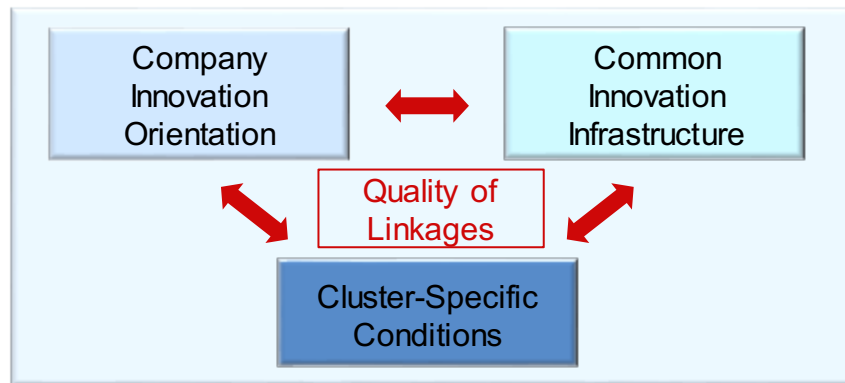 Company
Innovation
Orientation
Common
Innovation
Infrastructure
Quality of
Linkages
Cluster-Specific
Conditions